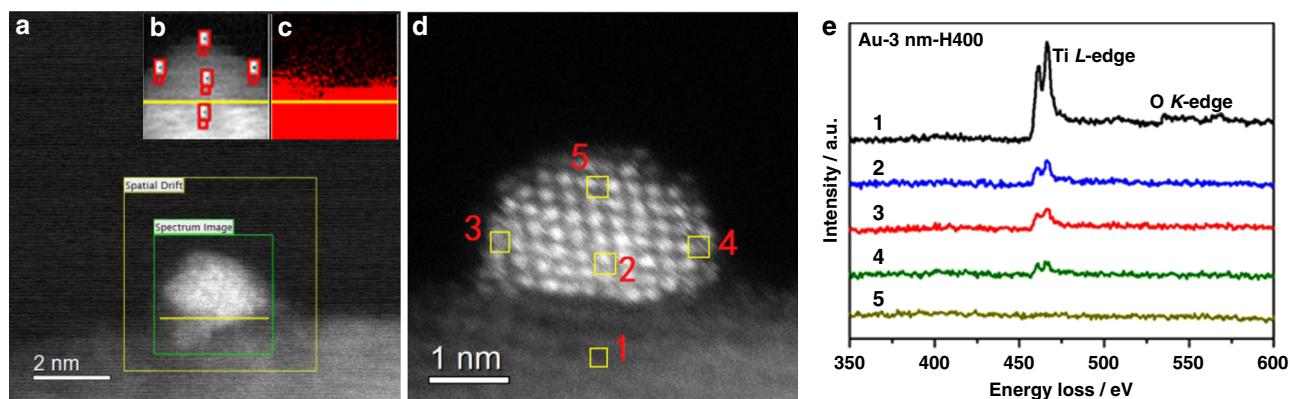 a
b
c
Spatial Drift
Spectrum Image
2 nm
d
5
3
4
2
1
1 nm
e
Au-3 nm-H400
Ti L-edge
O K-edge
1
2
3
4
5
Intensity / a.u.
350 400 450 500 550 600
Energy loss / eV